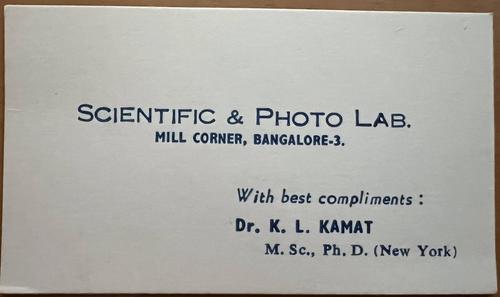 SCIENTIFIC & PHOTO LAB.
MILL CORNER, BANGALORE-3.
With best compliments :
Dr. K. L. KAMAT
M. Sc., Ph. D. (New York)